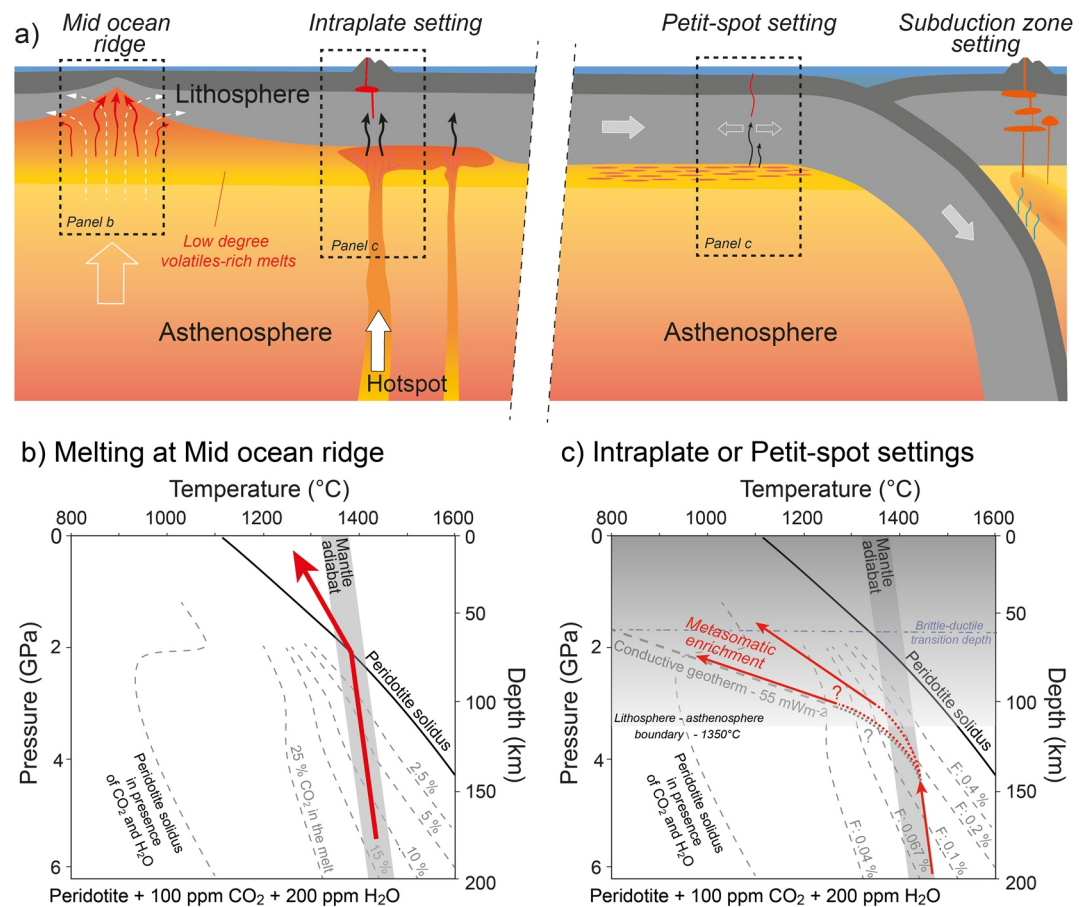 a)
Mid ocean
ridge
Intraplate setting
Petit-spot setting
Subduction zone
setting
Lithosphere
Panel b
Low degree
volatiles-rich melts
Panel c
Panel c
Asthenosphere
Asthenosphere
Hotspot
b) Melting at Mid ocean ridge
Temperature (°C)
800 1000 1200 1400 1600
0 0
50
2
100
4
150
6
200
Pressure (GPa)
Depth (km)
Mantle
adiabat
Peridotite solidus
Peridotite solidus
in presence
of CO₂ and H₂O
25 % CO₂ in the melt
15 %
10 %
5 %
2.5 %
Peridotite + 100 ppm CO₂ + 200 ppm H₂O
c) Intraplate or Petit-spot settings
Temperature (°C)
800 1000 1200 1400 1600
0 0
50
2
100
4
150
6
200
Pressure (GPa)
Depth (km)
Mantle
adiabat
Brittle-ductile
transition depth
Metasomatic
enrichment
Conductive geotherm - 55 mWm⁻²
?
?
Peridotite solidus
Lithosphere - asthenosphere
boundary - 1350°C
Peridotite solidus
in presence
of CO₂ and H₂O
F: 0.04 %
F: 0.067 %
F: 0.1 %
F: 0.2 %
F: 0.4 %
Peridotite + 100 ppm CO₂ + 200 ppm H₂O